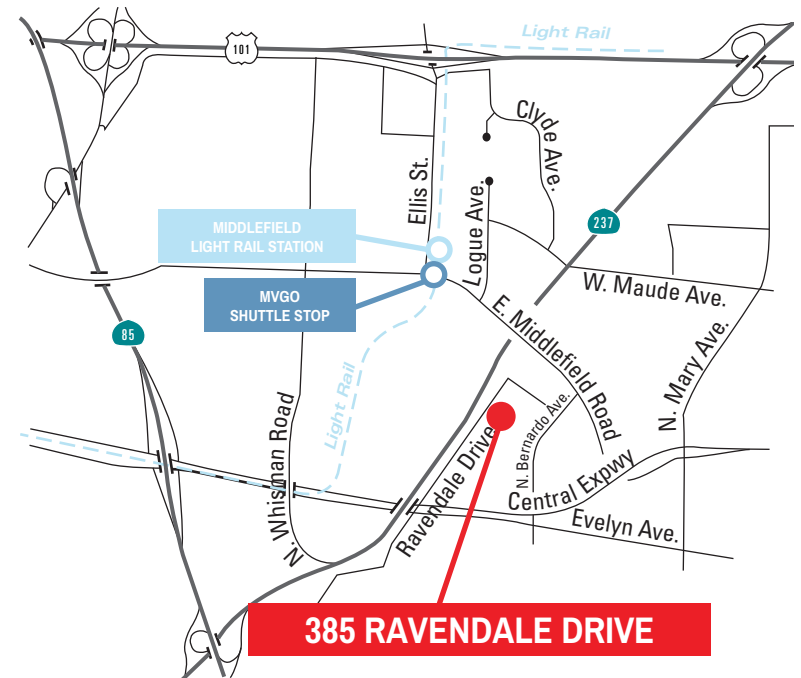 Light Rail
101
Clyde Ave.
Ellis St.
Logue Ave.
237
MIDDLEFIELD
LIGHT RAIL STATION
W. Maude Ave.
MVGO
SHUTTLE STOP
85
E. Middlefield Road
N. Mary Ave.
Light Rail
N. Whisman Road
N. Bernardo Ave.
Ravendale Drive
Central Expwy
Evelyn Ave.
385 RAVENDALE DRIVE